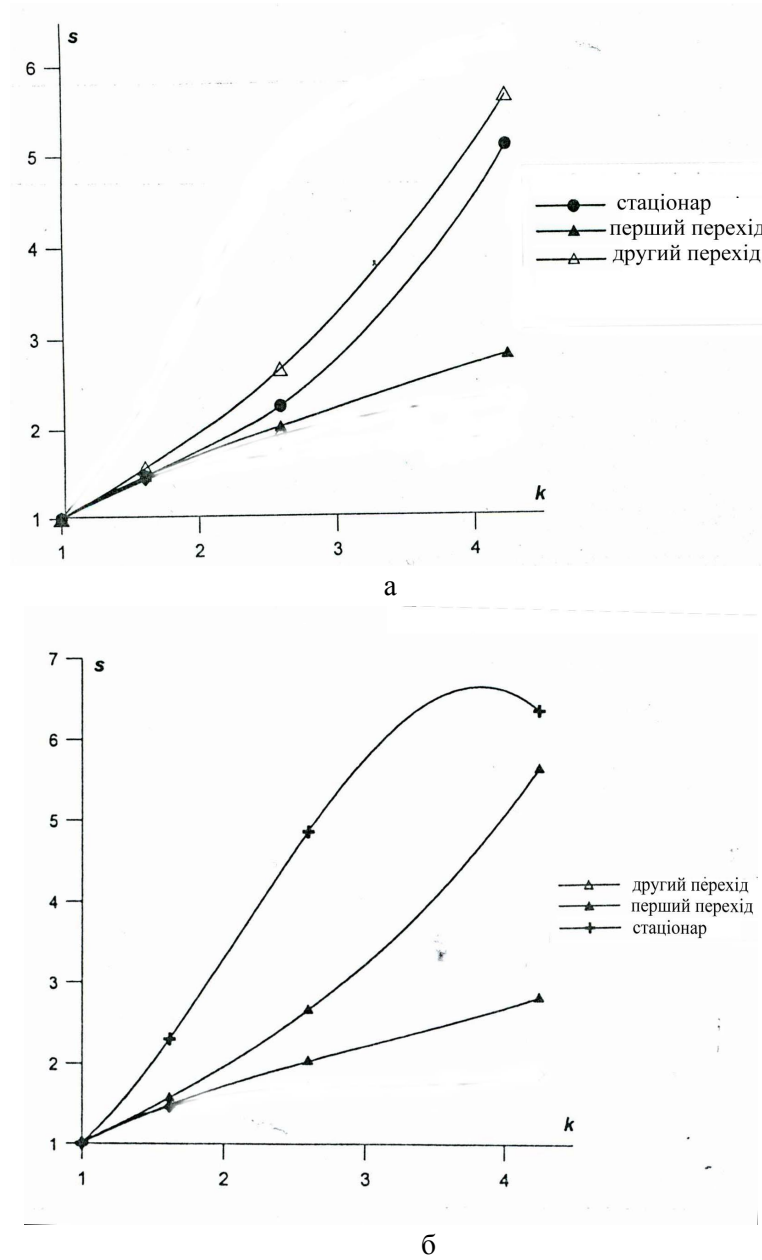 s
6
5
4
3
2
1
k
1
2
3
4
стаціонар
перший перехід
другий перехід
а
7
s
6
5
4
3
2
1
k
1
2
3
4
другий перехід
перший перехід
стаціонар
б